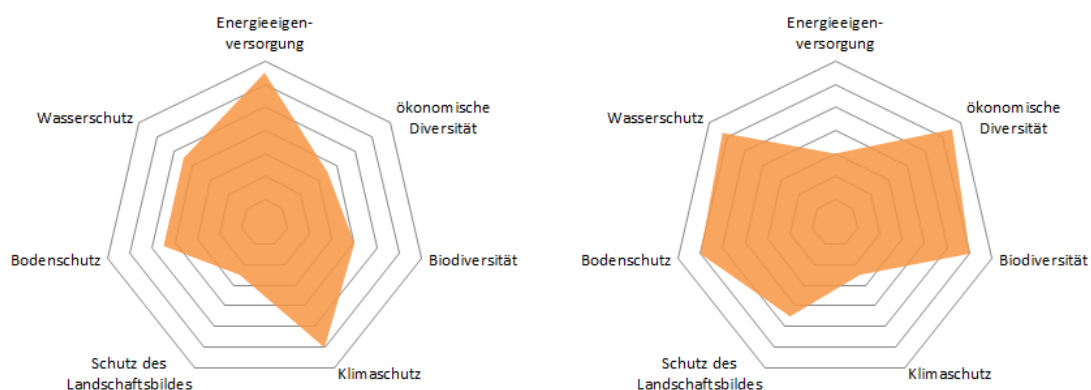 Energieeigen-
versorgung
ökonomische
Diversität
Biodiversität
Klimaschutz
Schutz des
Landschaftsbildes
Bodenschutz
Wasserschutz
Energieeigen-
versorgung
ökonomische
Diversität
Biodiversität
Klimaschutz
Schutz des
Landschaftsbildes
Bodenschutz
Wasserschutz